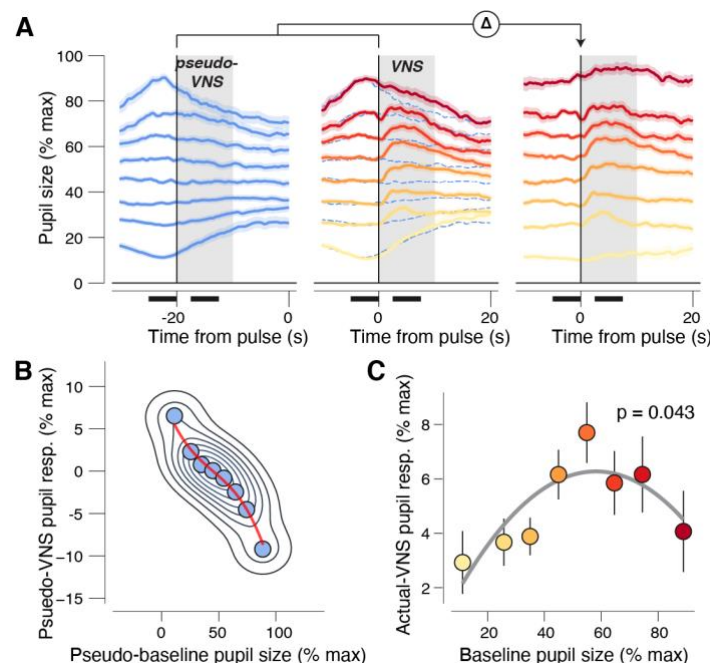 A
Δ
pseudo-
VNS
VNS
Pupil size (% max)
100
80
60
40
20
0
-20
0
0
20
0
20
Time from pulse (s)
Time from pulse (s)
Time from pulse (s)
B
Psuedo-VNS pupil resp. (% max)
10
5
0
-5
-10
-15
0
50
100
Pseudo-baseline pupil size (% max)
C
Actual-VNS pupil resp. (% max)
p = 0.043
8
6
4
2
20
40
60
80
Baseline pupil size (% max)